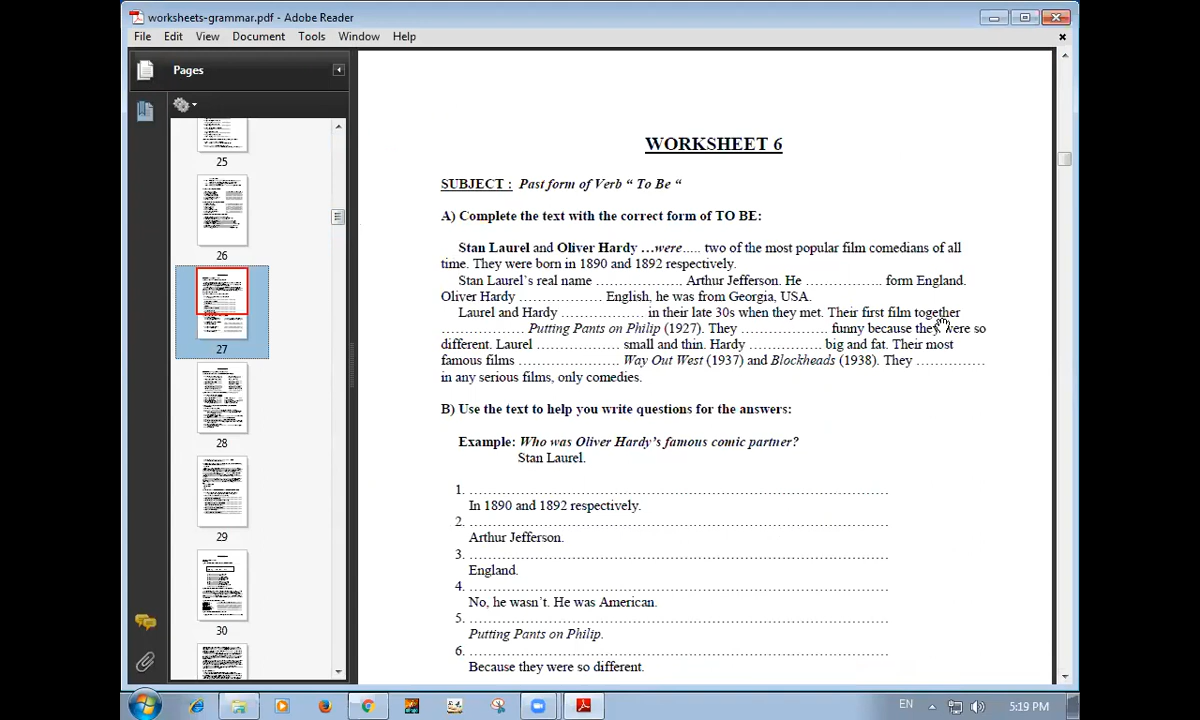 worksheets-grammar.pdf - Adobe Reader
File Edit View Document Tools Window Help
Pages
25
26
27
28
29
30
WORKSHEET 6
SUBJECT : Past form of Verb “ To Be “
A) Complete the text with the correct form of TO BE:
Stan Laurel and Oliver Hardy …were….. two of the most popular film comedians of all
time. They were born in 1890 and 1892 respectively.
Stan Laurel`s real name …………………. Arthur Jefferson. He ………………. form England.
Oliver Hardy ………………… English, he was from Georgia, USA.
Laurel and Hardy ………………… in their late 30s when they met. Their first film together
………………… Putting Pants on Philip (1927). They ………………… funny because they were so
different. Laurel ………………… small and thin. Hardy ………………. big and fat. Their most
famous films ……………………. Way Out West (1937) and Blockheads (1938). They ……………..
in any serious films, only comedies.
B) Use the text to help you write questions for the answers:
Example: Who was Oliver Hardy’s famous comic partner?
Stan Laurel.
1. ……………………………………………………………………………………
In 1890 and 1892 respectively.
2. ……………………………………………………………………………………
Arthur Jefferson.
3. ……………………………………………………………………………………
England.
4. ……………………………………………………………………………………
No, he wasn’t. He was American.
5. ……………………………………………………………………………………
Putting Pants on Philip.
6. ……………………………………………………………………………………
Because they were so different.
EN
5:19 PM